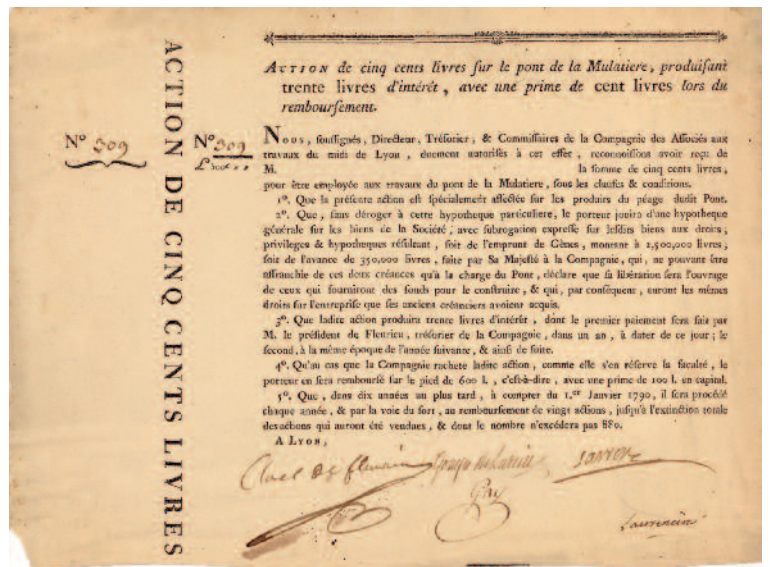 ACTION DE CINQ CENTS LIVRES
N° 309
N° 309
ACTION de cinq cents livres ſur le pont de la Mulatiere, produiſant
trente livres d'intérêt, avec une prime de cent livres lors du
rembourſement.
NOUS, ſouſſignés, Directeur, Tréſorier, & Commiſſaires de la Compagnie des Aſſociés aux
travaux du midi de Lyon, duement autoriſés à cet effet, reconnoiſſons avoir reçu de
M. la ſomme de cinq cents livres,
pour être employée aux travaux du pont de la Mulatiere, ſous les clauſes & conditions.
1°. Que la préſente action eſt ſpécialement affectée ſur les produits du péage dudit Pont.
2°. Que, ſans déroger à cette hypotheque particuliere, le porteur jouira d'une hypotheque
générale ſur les biens de la Société; avec ſubrogation expreſſe ſur leſdits biens aux droits,
privileges & hypotheques réſultant, ſoit de l'emprunt de Gênes, montant à 1,500,000 livres,
ſoit de l'avance de 350,000 livres, faite par Sa Majeſté à la Compagnie, qui, ne pouvant être
affranchie de ces deux créances qu'à la charge du Pont, déclare que ſa libération ſera l'ouvrage
de ceux qui fourniront des fonds pour le conſtruire, & qui, par conſéquent, auront les mêmes
droits ſur l'entrepriſe que ſes anciens créanciers avoient acquis.
3°. Que ladite action produira trente livres d'intérêt, dont le premier paiement ſera fait par
M. le préſident de Fleurieu, tréſorier de la Compagnie, dans un an, à dater de ce jour; le
ſecond, à la même époque de l'année ſuivante, & ainſi de ſuite.
4°. Qu'au cas que la Compagnie rachete ladite action, comme elle s'en réſerve la faculté, le
porteur en ſera rembourſé ſur le pied de 600 l., c'eſt-à-dire, avec une prime de 100 l. en capital.
5°. Que, dans dix années au plus tard, à compter du 1.er Janvier 1790, il ſera procédé
chaque année, & par la voie du ſort, au rembourſement de vingt actions, juſqu'à l'extinction totale
des actions qui auront été vendues, & dont le nombre n'excédera pas 880.
A LYON,
de fleurieu
Gay
Laurencin